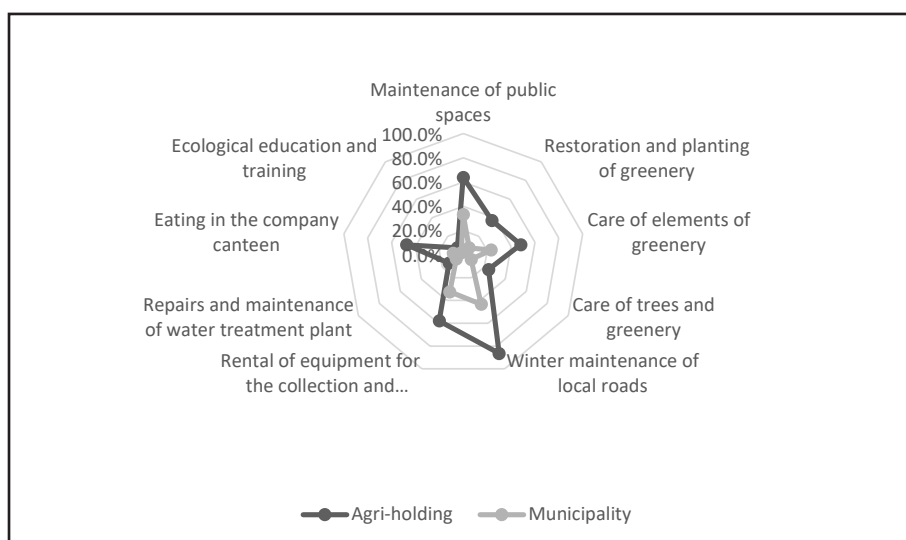 Maintenance of public
spaces
100.0%
80.0%
60.0%
40.0%
20.0%
0.0%
Restoration and planting
of greenery
Care of elements of
greenery
Care of trees and
greenery
Winter maintenance of
local roads
Rental of equipment for
the collection and...
Repairs and maintenance
of water treatment plant
Eating in the company
canteen
Ecological education and
training
Agri-holding
Municipality